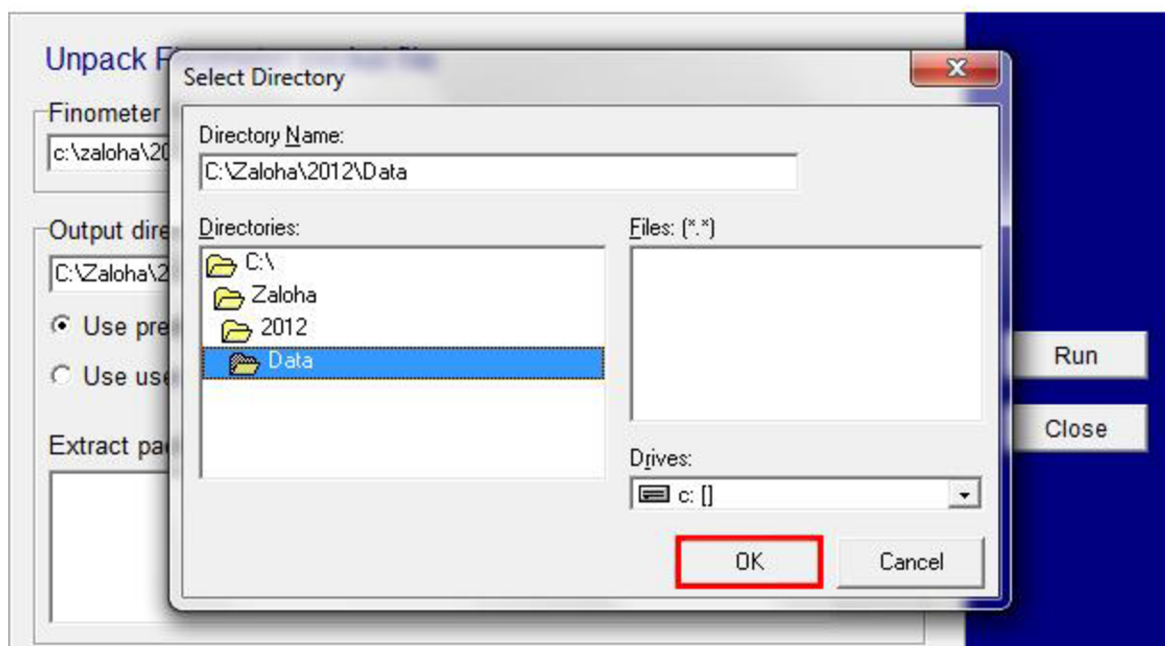 Unpack
Select Directory
Finometer
c:\zaloha\20
Directory Name:
C:\Zaloha\2012\Data
Output dire
C:\Zaloha\2
Directories:
Files: (*.*)
C:\
Zaloha
2012
Data
Use pre
Use use
Run
Close
Extract pa
Drives:
c: []
OK
Cancel